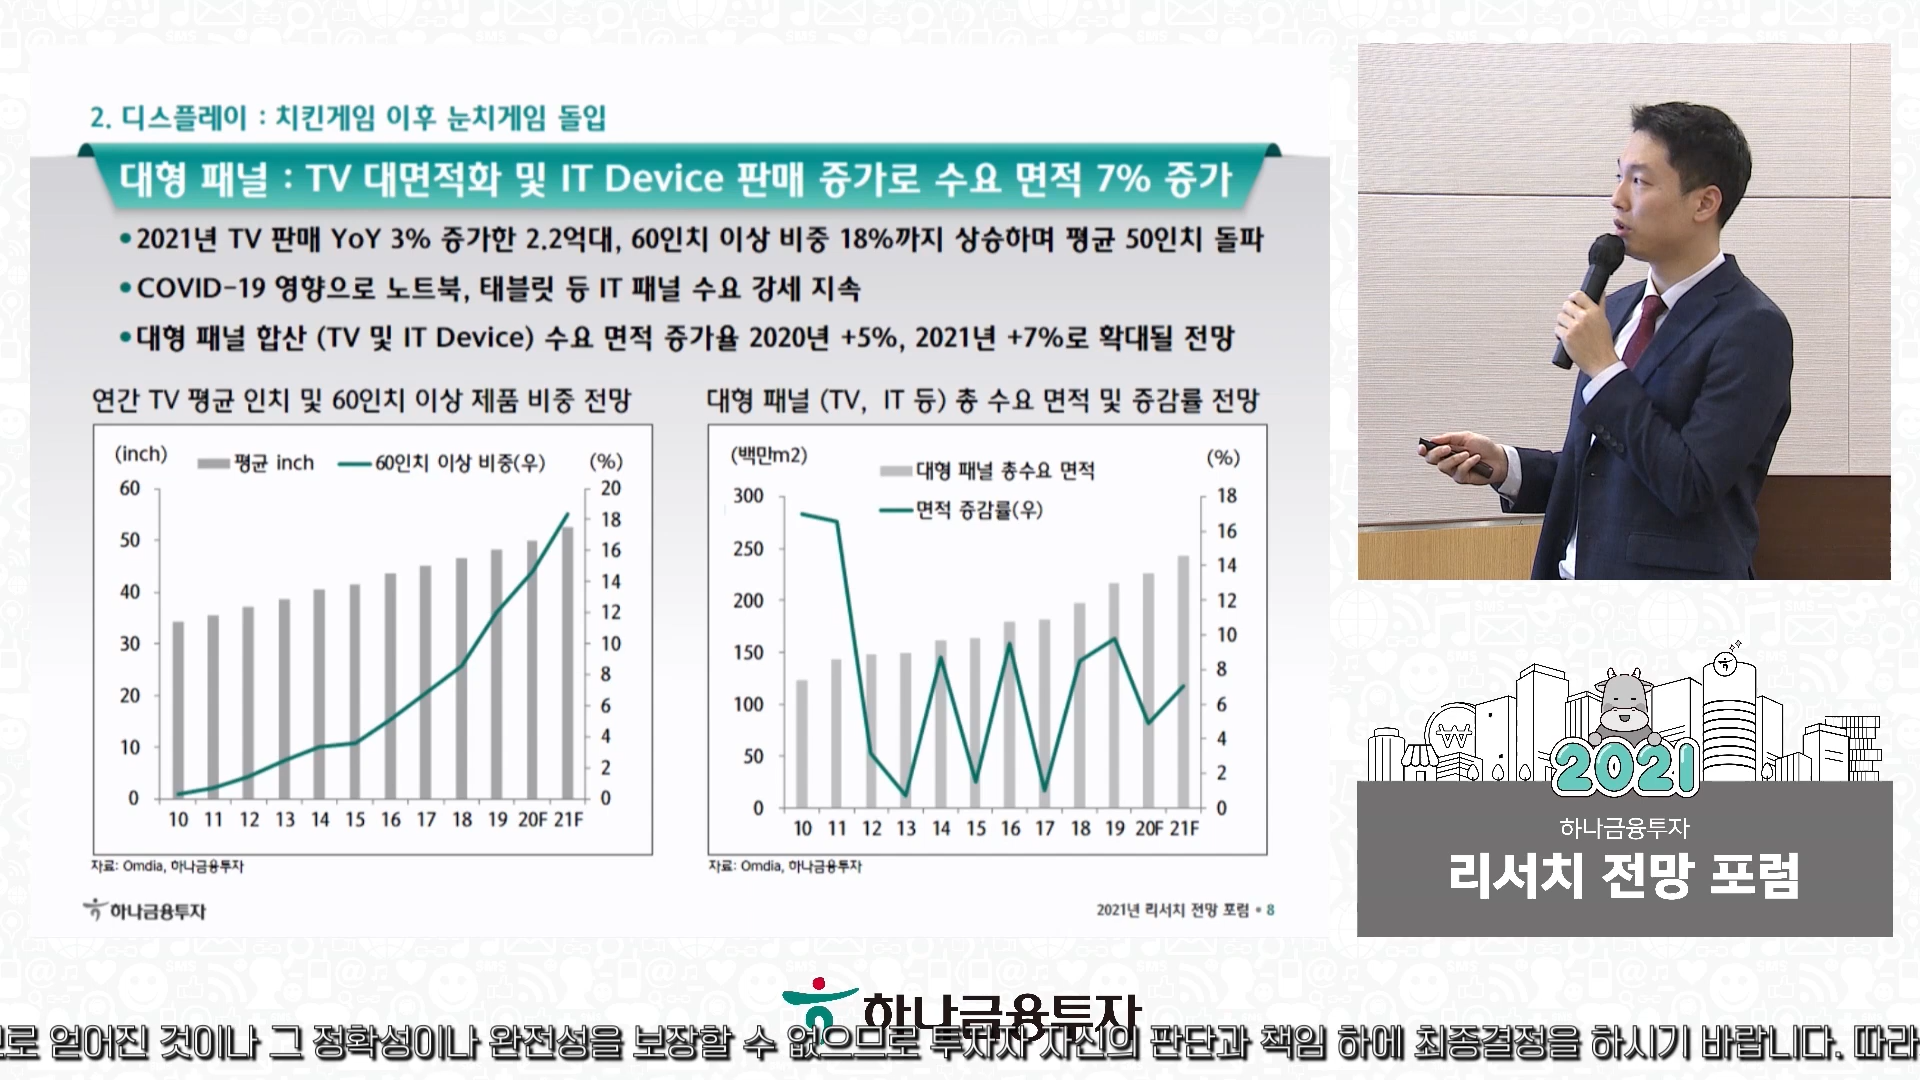 2. 디스플레이 : 치킨게임 이후 눈치게임 돌입
대형 패널 : TV 대면적화 및 IT Device 판매 증가로 수요 면적 7% 증가
•2021년 TV 판매 YoY 3% 증가한 2.2억대, 60인치 이상 비중 18%까지 상승하며 평균 50인치 돌파
•COVID-19 영향으로 노트북, 태블릿 등 IT 패널 수요 강세 지속
•대형 패널 합산 (TV 및 IT Device) 수요 면적 증가율 2020년 +5%, 2021년 +7%로 확대될 전망
연간 TV 평균 인치 및 60인치 이상 제품 비중 전망
(inch)
평균 inch
60인치 이상 비중(우)
(%)
60
50
40
30
20
10
0
20
18
16
14
12
10
8
6
4
2
0
10 11 12 13 14 15 16 17 18 19 20F 21F
자료: Omdia, 하나금융투자
대형 패널 (TV, IT 등) 총 수요 면적 및 증감률 전망
(백만m2)
대형 패널 총수요 면적
면적 증감률(우)
(%)
300
250
200
150
100
50
0
18
16
14
12
10
8
6
4
2
0
10 11 12 13 14 15 16 17 18 19 20F 21F
자료: Omdia, 하나금융투자
하나금융투자
2021년 리서치 전망 포럼 • 8
2021
하나금융투자
리서치 전망 포럼
하나금융투자
로 얻어진 것이나 그 정확성이나 완전성을 보장할 수 없으므로 투자자 자신의 판단과 책임 하에 최종결정을 하시기 바랍니다. 따라